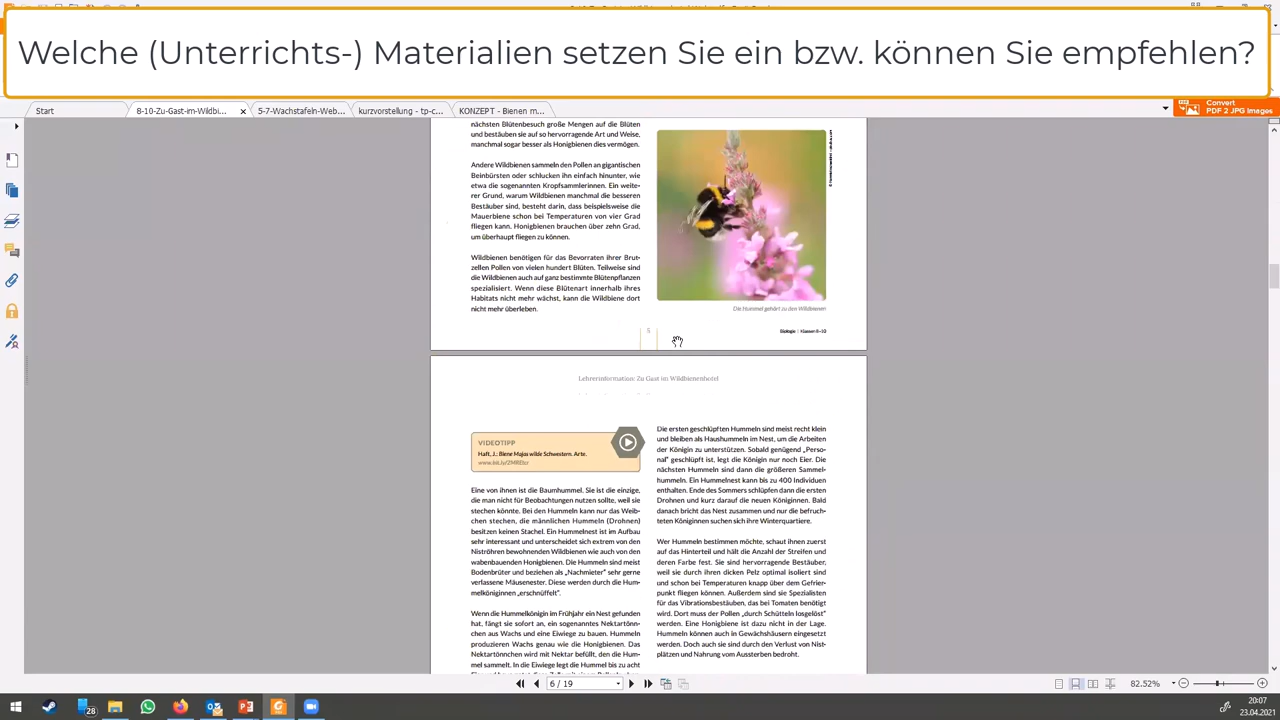 Welche (Unterrichts-) Materialien setzen Sie ein bzw. können Sie empfehlen?
Start
8-10-Zu-Gast-im-Wildbi...
5-7-Wachstafeln-Web...
kurzvorstellung - tp-c...
KONZEPT - Bienen m...
Convert
PDF 2 JPG Images
nächsten Blütenbesuch große Mengen auf die Blüten
und bestäuben sie auf so hervorragende Art und Weise,
manchmal sogar besser als Honigbienen dies vermögen.
Andere Wildbienen sammeln den Pollen an gigantischen
Beinbürsten oder schlucken ihn einfach hinunter, wie
etwa die sogenannten Kropfsammlerinnen. Ein weite-
rer Grund, warum Wildbienen manchmal die besseren
Bestäuber sind, besteht darin, dass beispielsweise die
Mauerbiene schon bei Temperaturen von vier Grad
fliegen kann. Honigbienen brauchen über zehn Grad,
um überhaupt fliegen zu können.
Wildbienen benötigen für das Bevorraten ihrer Brut-
zellen Pollen von vielen hundert Blüten. Teilweise sind
die Wildbienen auch auf ganz bestimmte Blütenpflanzen
spezialisiert. Wenn diese Blütenart innerhalb ihres
Habitats nicht mehr wächst, kann die Wildbiene dort
nicht mehr überleben.
Die Hummel gehört zu den Wildbienen
5
Biologie | Klassen 8–10
Lehrerinformation: Zu Gast im Wildbienenhotel
VIDEOTIPP
Haft, J.: Biene Majas wilde Schwestern. Arte.
Eine von ihnen ist die Baumhummel. Sie ist die einzige,
die man nicht für Beobachtungen nutzen sollte, weil sie
stechen könnte. Bei den Hummeln kann nur das Weib-
chen stechen, die männlichen Hummeln (Drohnen)
besitzen keinen Stachel. Ein Hummelnest ist im Aufbau
sehr interessant und unterscheidet sich extrem von den
Niströhren bewohnenden Wildbienen wie auch von den
wabenbauenden Honigbienen. Die Hummeln sind meist
Bodenbrüter und beziehen als „Nachmieter“ sehr gerne
verlassene Mäusenester. Diese werden durch die Hum-
melköniginnen „erschnüffelt“.
Wenn die Hummelkönigin im Frühjahr ein Nest gefunden
hat, fängt sie sofort an, ein sogenanntes Nektartönn-
chen aus Wachs und eine Eiwiege zu bauen. Hummeln
produzieren Wachs genau wie die Honigbienen. Das
Nektartönnchen wird mit Nektar befüllt, den die Hum-
mel sammelt. In die Eiwiege legt die Hummel bis zu acht
Die ersten geschlüpften Hummeln sind meist recht klein
und bleiben als Haushummeln im Nest, um die Arbeiten
der Königin zu unterstützen. Sobald genügend „Perso-
nal“ geschlüpft ist, legt die Königin nur noch Eier. Die
nächsten Hummeln sind dann die größeren Sammel-
hummeln. Ein Hummelnest kann bis zu 400 Individuen
enthalten. Ende des Sommers schlüpfen dann die ersten
Drohnen und kurz darauf die neuen Königinnen. Bald
danach bricht das Nest zusammen und nur die befruch-
teten Königinnen suchen sich ihre Winterquartiere.
Wer Hummeln bestimmen möchte, schaut ihnen zuerst
auf das Hinterteil und hält die Anzahl der Streifen und
deren Farbe fest. Sie sind hervorragende Bestäuber,
weil sie durch ihren dicken Pelz optimal isoliert sind
und schon bei Temperaturen knapp über dem Gefrier-
punkt fliegen können. Außerdem sind sie Spezialisten
für das Vibrationsbestäuben, das bei Tomaten benötigt
wird. Dort muss der Pollen „durch Schütteln losgelöst“
werden. Eine Honigbiene ist dazu nicht in der Lage.
Hummeln können auch in Gewächshäusern eingesetzt
werden. Doch auch sie sind durch den Verlust von Nist-
plätzen und Nahrung vom Aussterben bedroht.
6 / 19
82.52%
28
20:07
23.04.2021